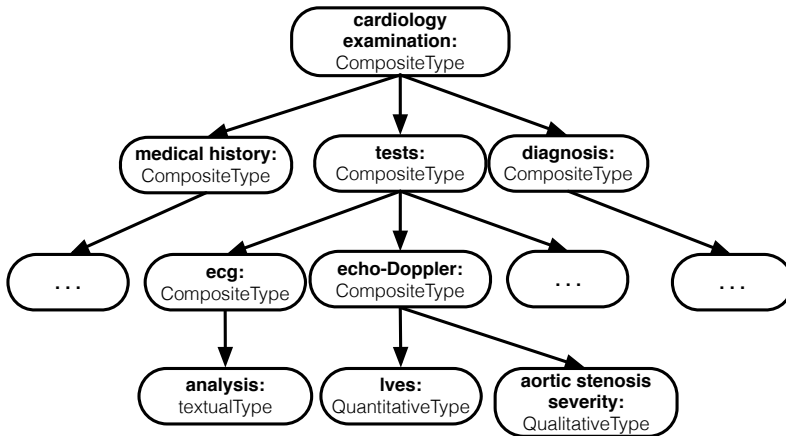 cardiology
examination:
CompositeType
medical history:
CompositeType
tests:
CompositeType
diagnosis:
CompositeType
...
ecg:
CompositeType
echo-Doppler:
CompositeType
...
...
analysis:
textualType
lves:
QuantitativeType
aortic stenosis
severity:
QualitativeType